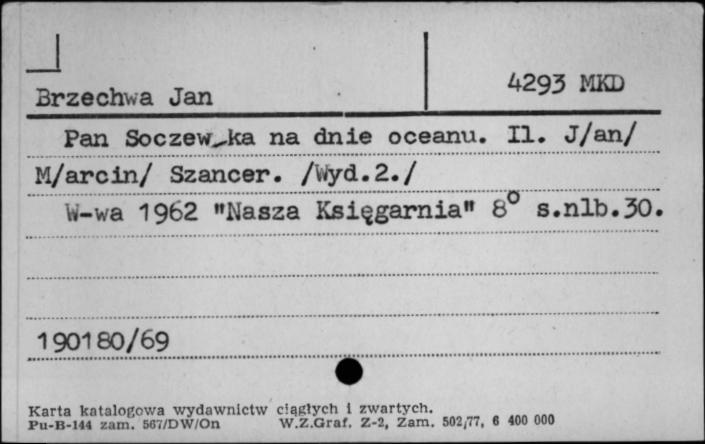 4293 MKD
Brzechwa Jan
Pan Soczewka na dnie oceanu. Il. J/an/
M/arcin/ Szancer. /Wyd.2./
W-wa 1962 "Nasza Księgarnia" 8° s.nlb.30.
190180/69
Karta katalogowa wydawnictw ciągłych i zwartych.
Pu-B-144 zam. 567/DW/On W.Z.Graf. Z-2, Zam. 502/77, 6 400 000